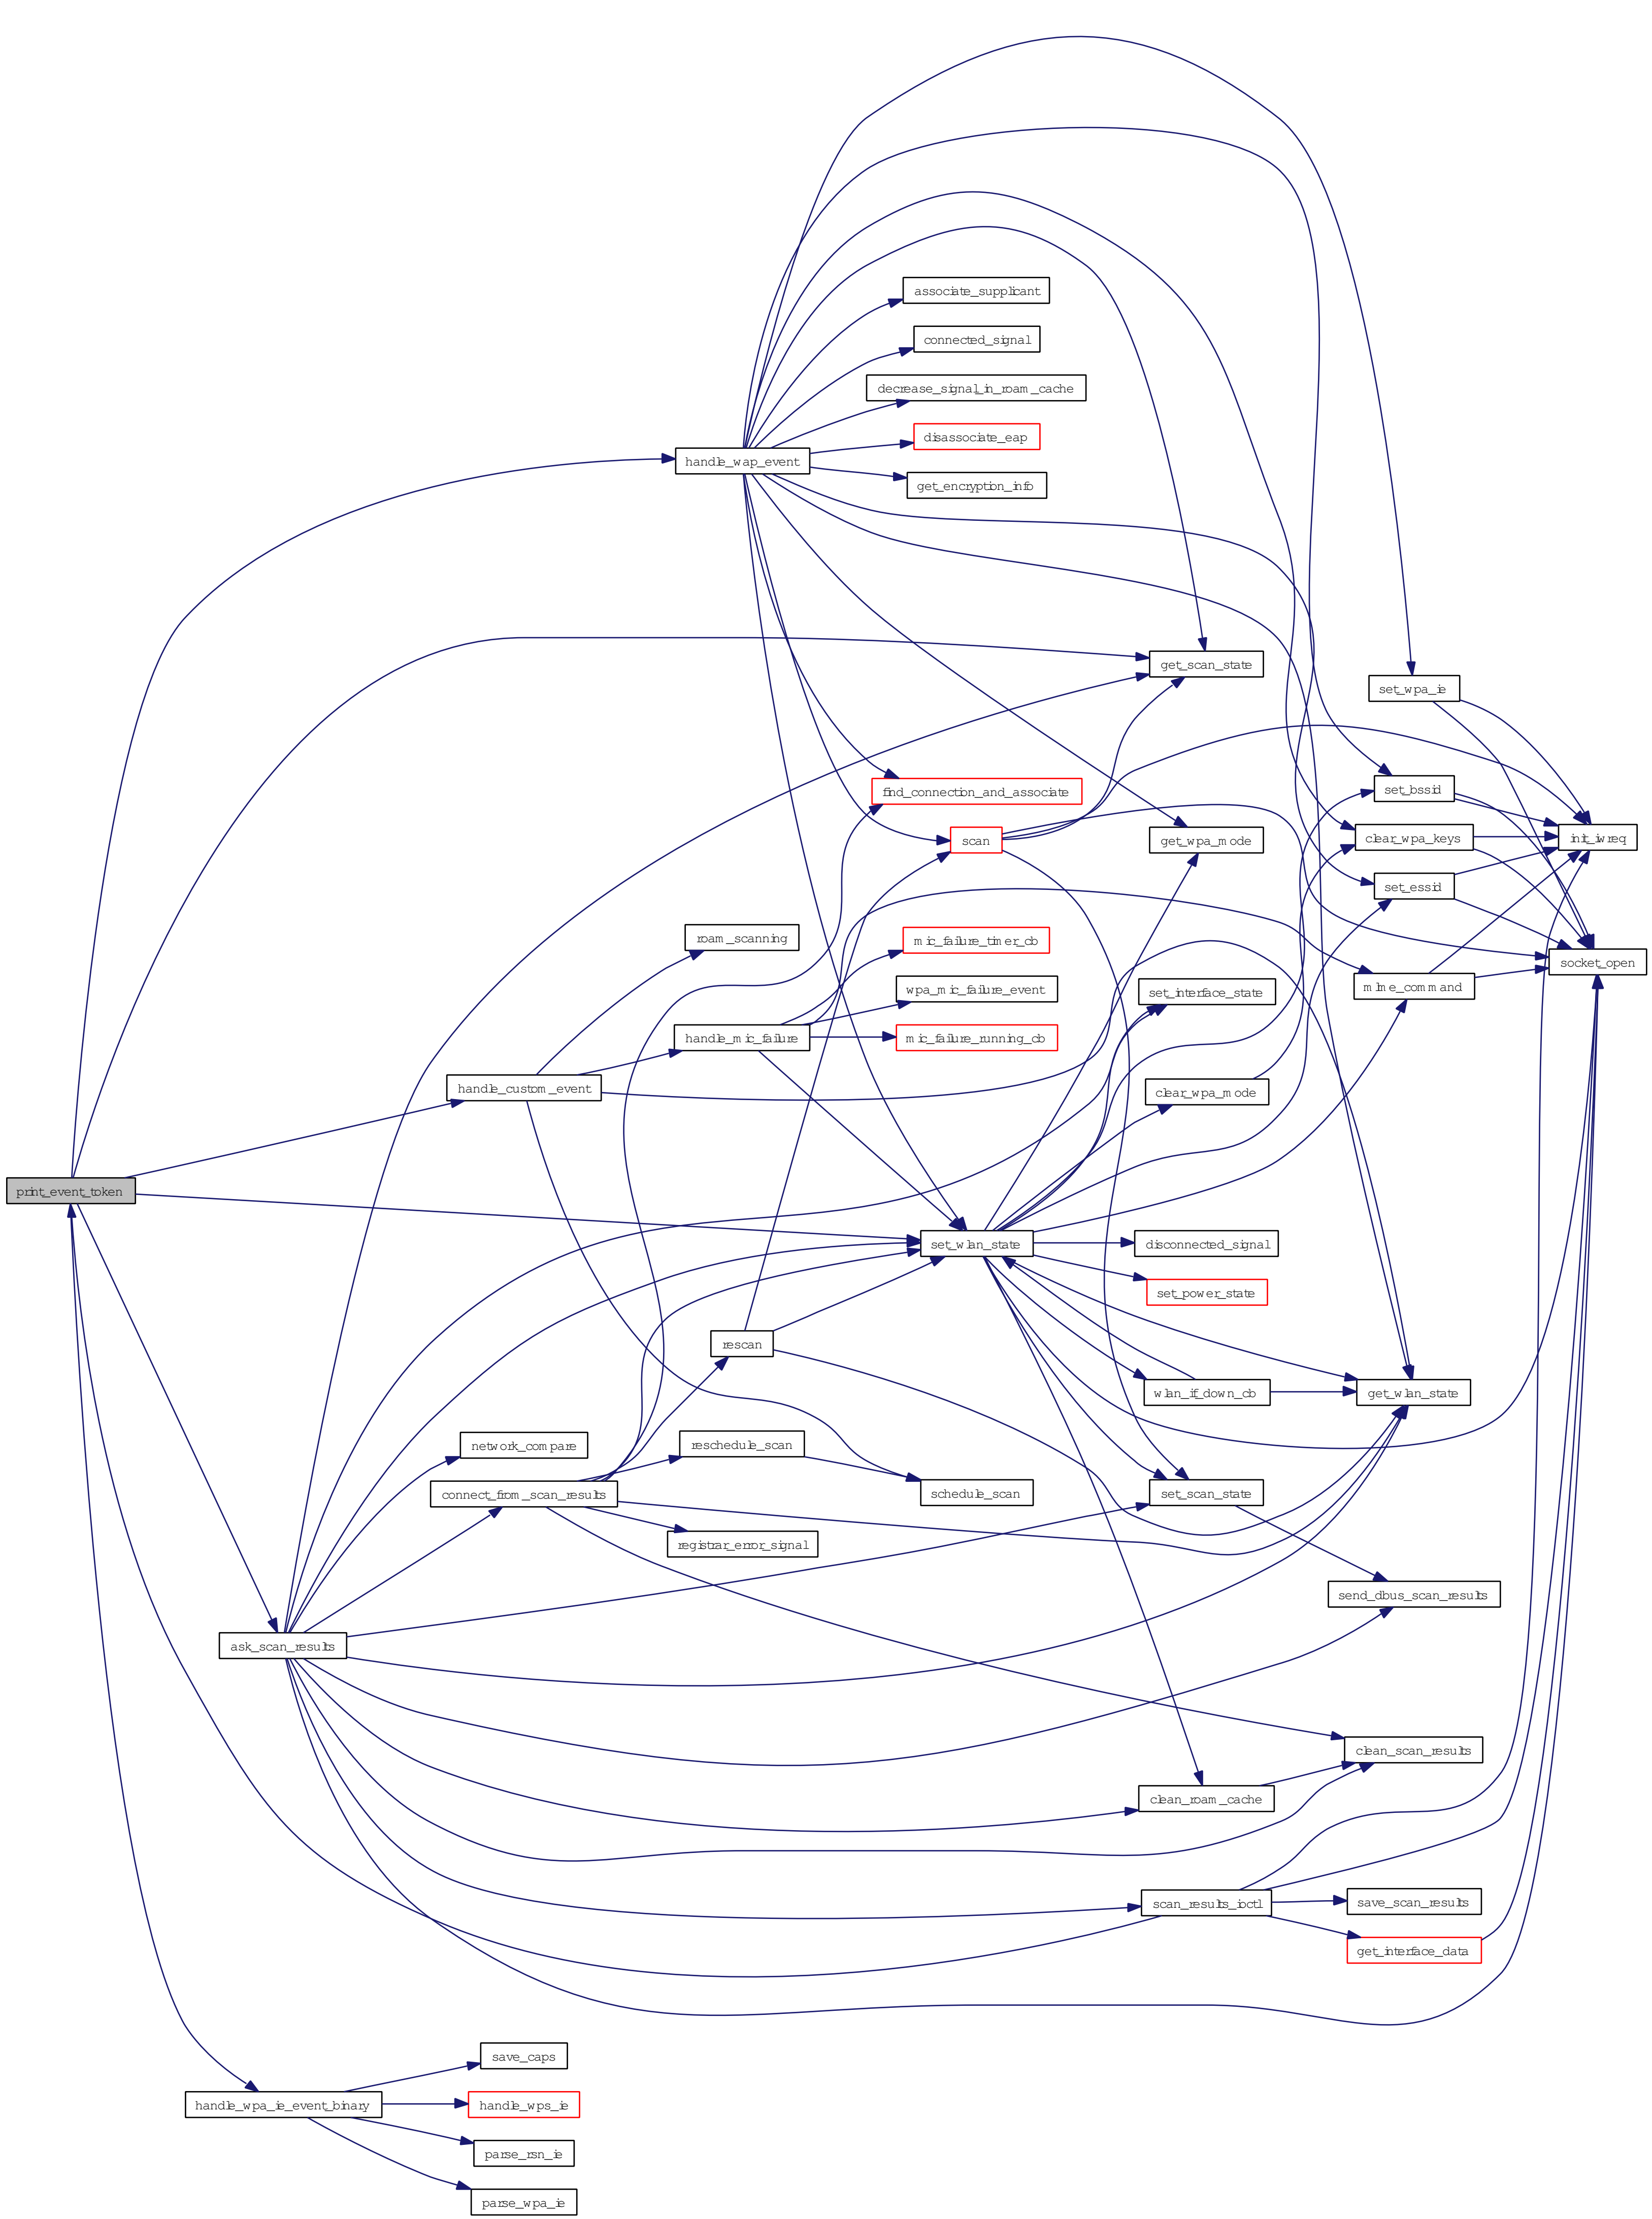 associate_supplicant
connected_signal
decrease_signal_in_roam_cache
disassociate_eap
handle_wap_event
get_encryption_info
get_scan_state
set_wpa_ie
find_connection_and_associate
set_bssid
scan
get_wpa_mode
clear_wpa_keys
init_iwreq
set_essid
roam_scanning
mic_failure_timer_cb
socket_open
wpa_mic_failure_event
set_interface_state
mlme_command
handle_mic_failure
mic_failure_running_cb
handle_custom_event
clear_wpa_mode
print_event_token
set_wlan_state
disconnected_signal
set_power_state
rescan
wlan_if_down_cb
get_wlan_state
network_compare
reschedule_scan
connect_from_scan_results
schedule_scan
set_scan_state
registrar_error_signal
send_dbus_scan_results
ask_scan_results
clean_scan_results
clean_roam_cache
scan_results_ioctl
save_scan_results
get_interface_data
save_caps
handle_wpa_ie_event_binary
handle_wps_ie
parse_rsn_ie
parse_wpa_ie